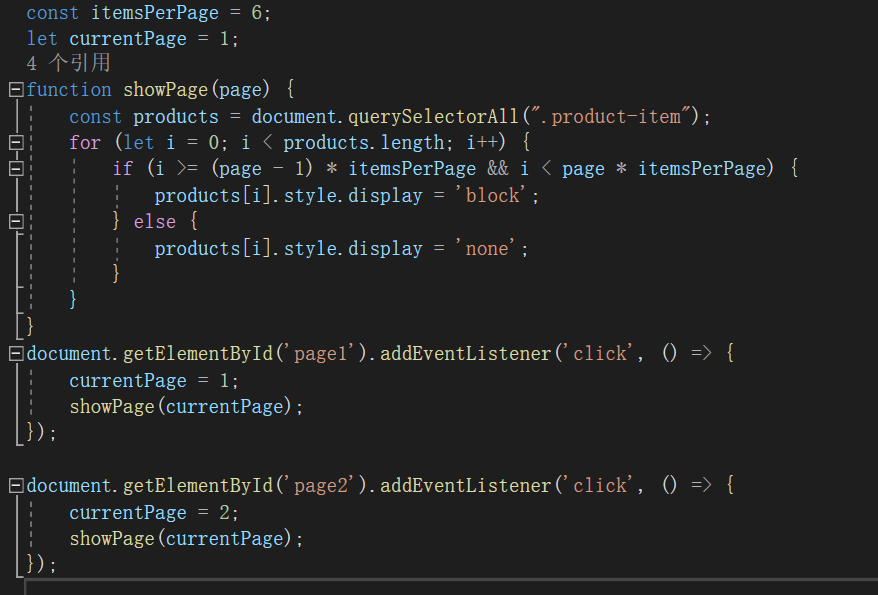 const itemsPerPage = 6;
let currentPage = 1;
4 个引用
function showPage(page) {
    const products = document.querySelectorAll(".product-item");
    for (let i = 0; i < products.length; i++) {
        if (i >= (page - 1) * itemsPerPage && i < page * itemsPerPage) {
            products[i].style.display = 'block';
        } else {
            products[i].style.display = 'none';
        }
    }
}
document.getElementById('page1').addEventListener('click', () => {
    currentPage = 1;
    showPage(currentPage);
});

document.getElementById('page2').addEventListener('click', () => {
    currentPage = 2;
    showPage(currentPage);
});